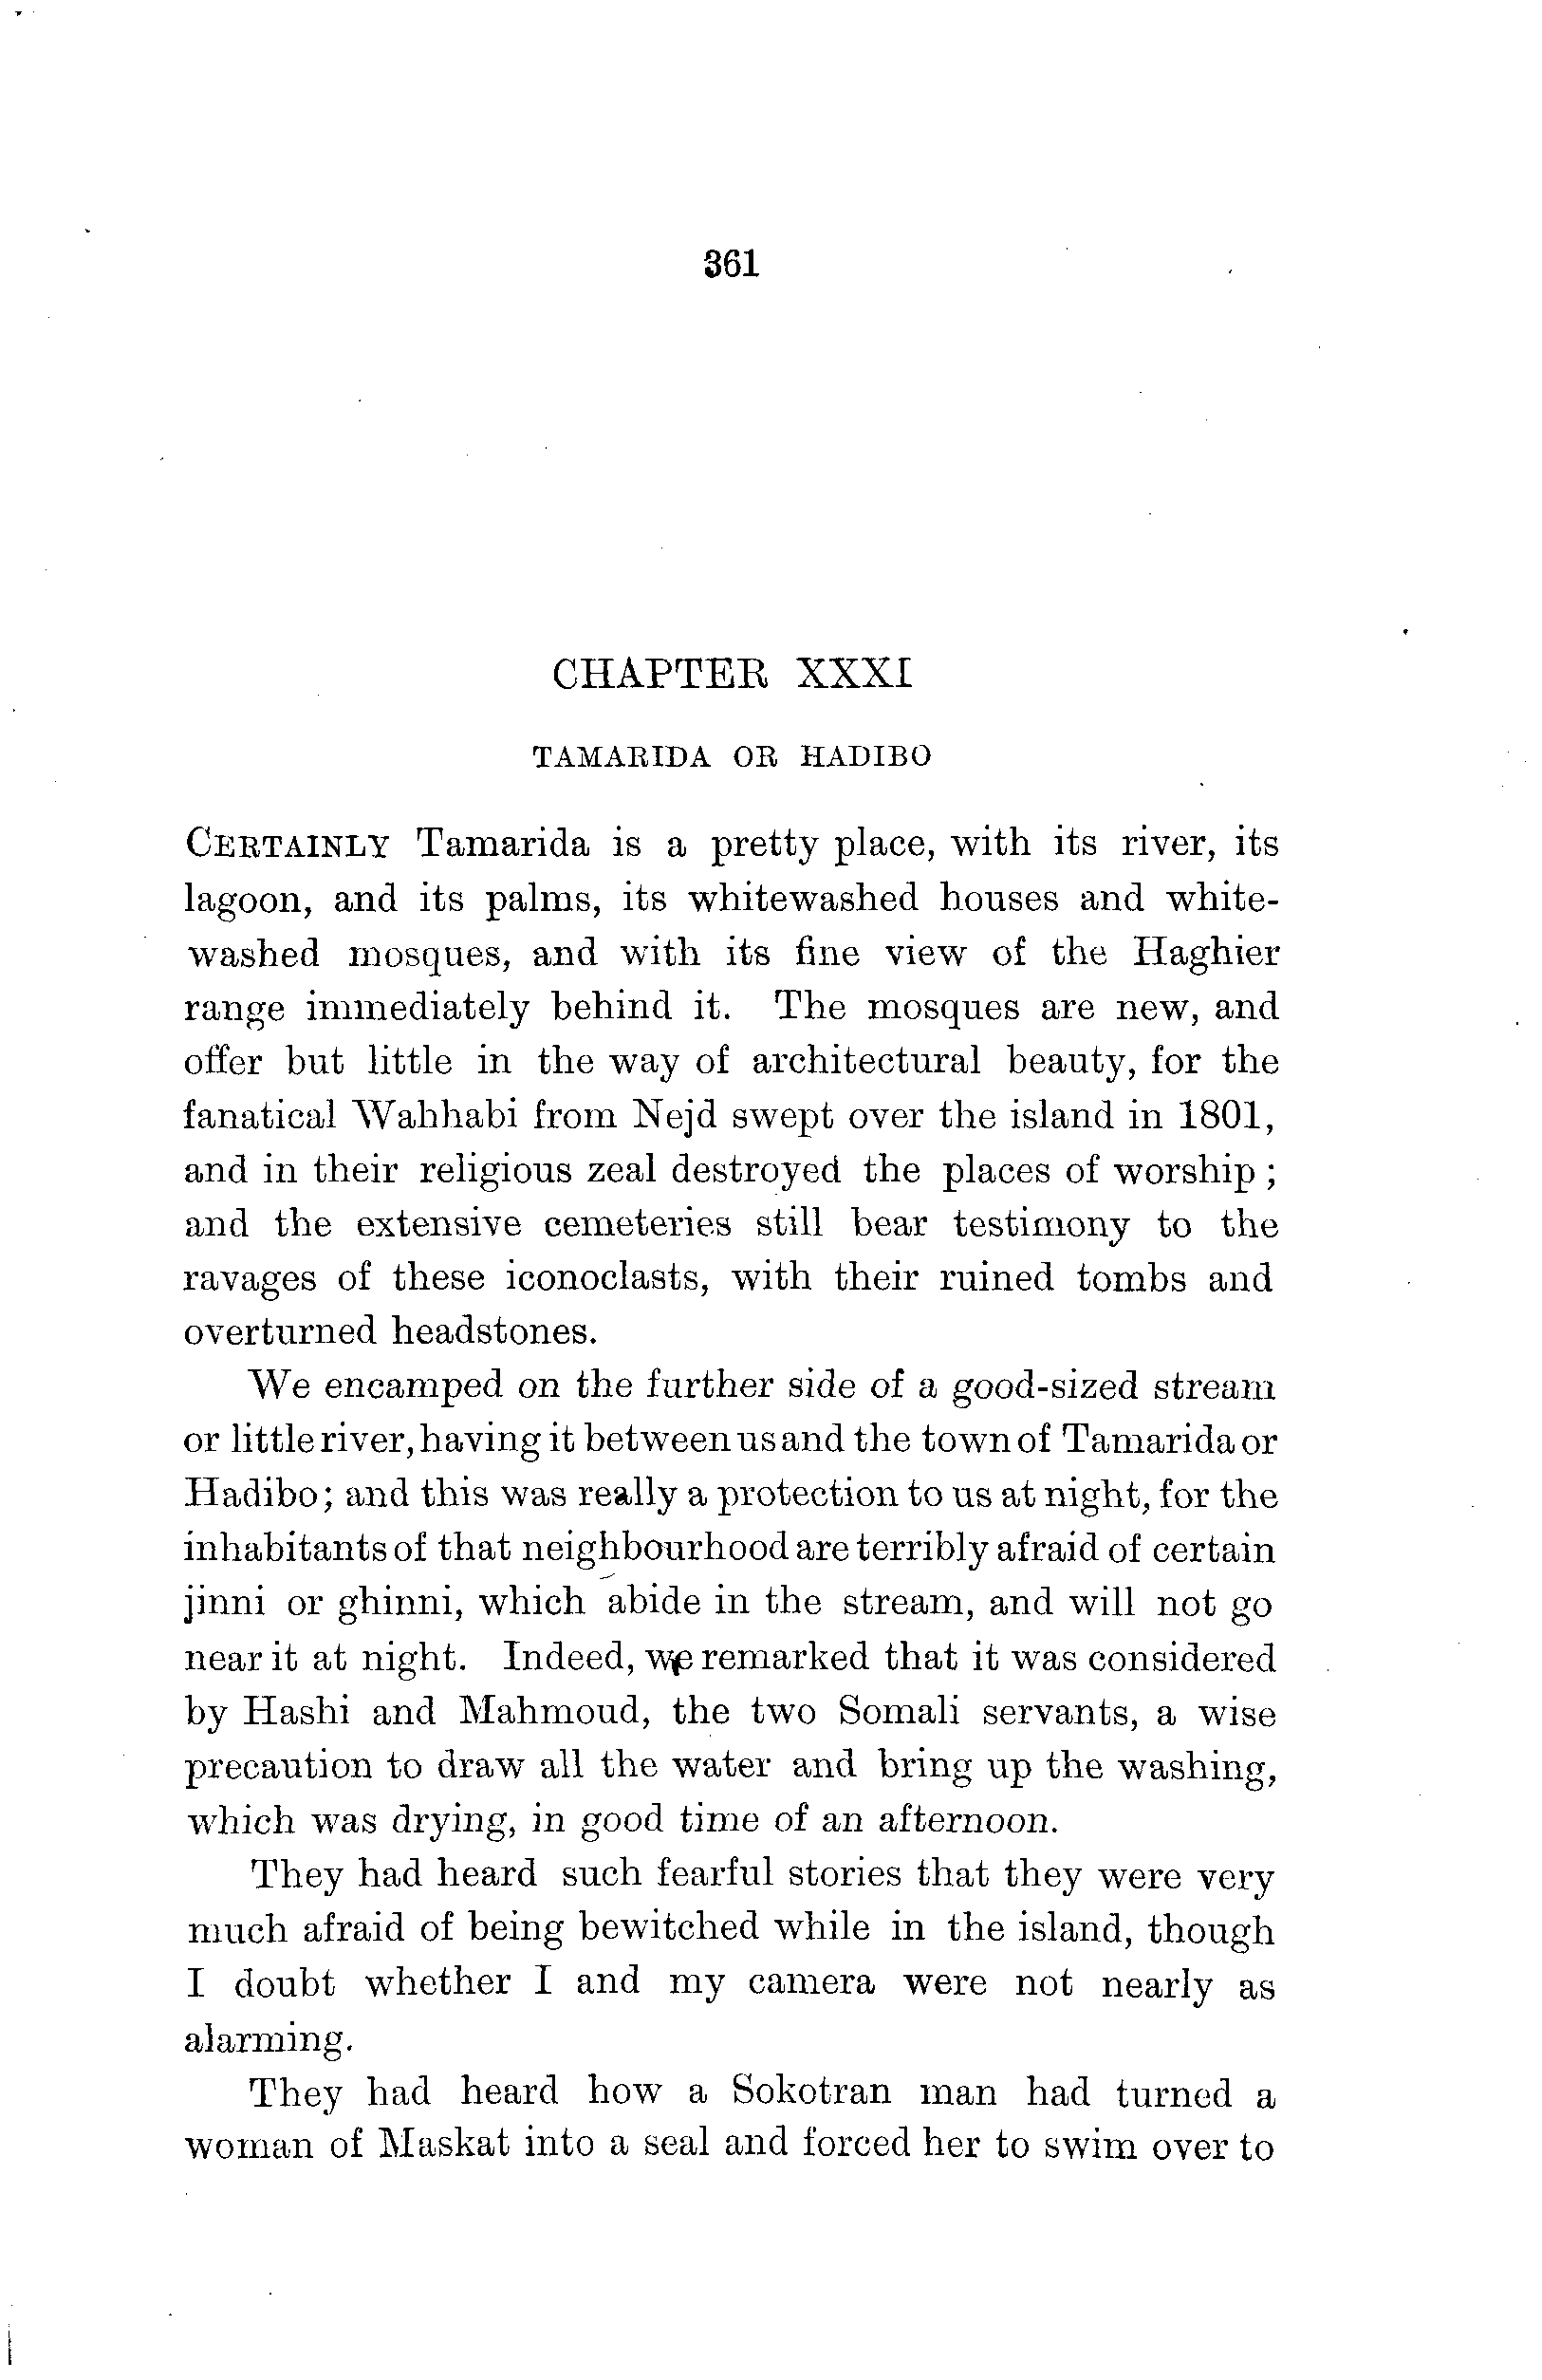 361
CHAPTER XXXI
TAMARIDA OR HADIBO
CERTAINLY Tamarida is a pretty place, with its river, its
lagoon, and its palms, its whitewashed houses and white-
washed mosques, and with its fine view of the Haghier
range immediately behind it. The mosques are new, and
offer but little in the way of architectural beauty, for the
fanatical Wahhabi from Nejd swept over the island in 1801,
and in their religious zeal destroyed the places of worship ;
and the extensive cemeteries still bear testimony to the
ravages of these iconoclasts, with their ruined tombs and
overturned headstones.
We encamped on the further side of a good-sized stream
or little river, having it between us and the town of Tamarida or
Hadibo; and this was really a protection to us at night, for the
inhabitants of that neighbourhood are terribly afraid of certain
jinni or ghinni, which abide in the stream, and will not go
near it at night. Indeed, we remarked that it was considered
by Hashi and Mahmoud, the two Somali servants, a wise
precaution to draw all the water and bring up the washing,
which was drying, in good time of an afternoon.
They had heard such fearful stories that they were very
much afraid of being bewitched while in the island, though
I doubt whether I and my camera were not nearly as
alarming.
They had heard how a Sokotran man had turned a
woman of Maskat into a seal and forced her to swim over to